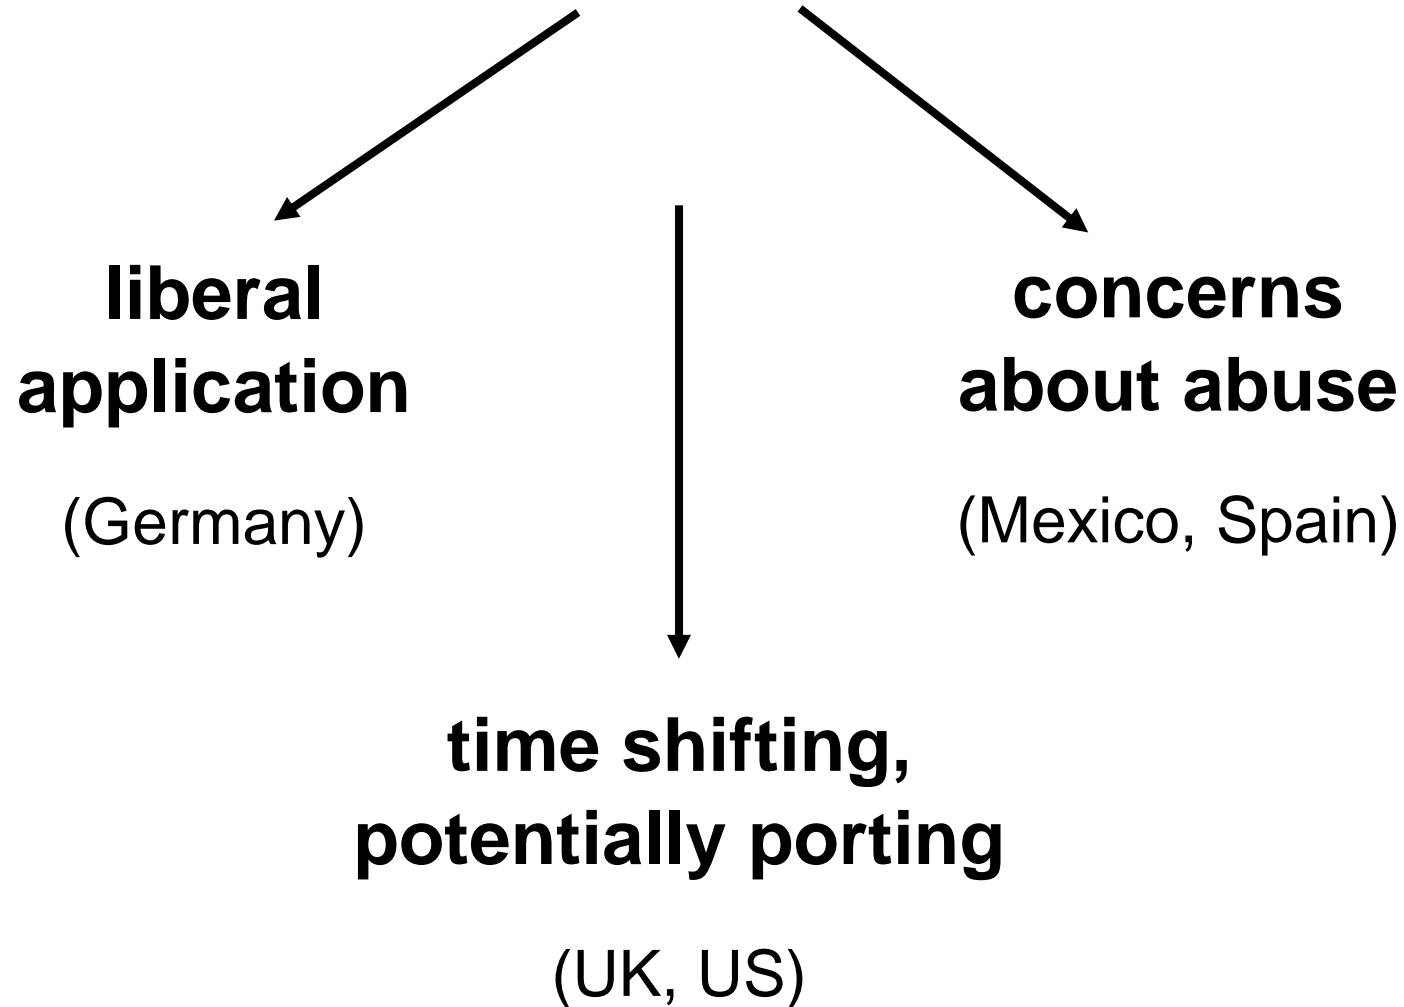 liberal
application
(Germany)
concerns
about abuse
(Mexico, Spain)
time shifting,
potentially porting
(UK, US)